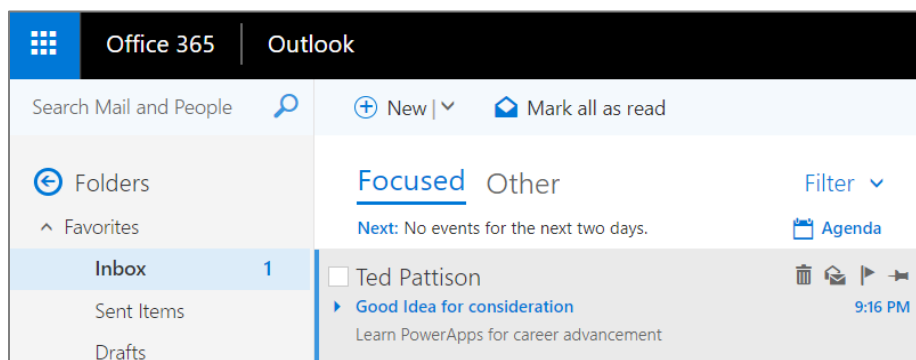 Office 365 Outlook
Search Mail and People
New
Mark all as read
Folders
Favorites
Inbox 1
Sent Items
Drafts
Focused Other Filter
Next: No events for the next two days. Agenda
Ted Pattison
Good Idea for consideration 9:16 PM
Learn PowerApps for career advancement